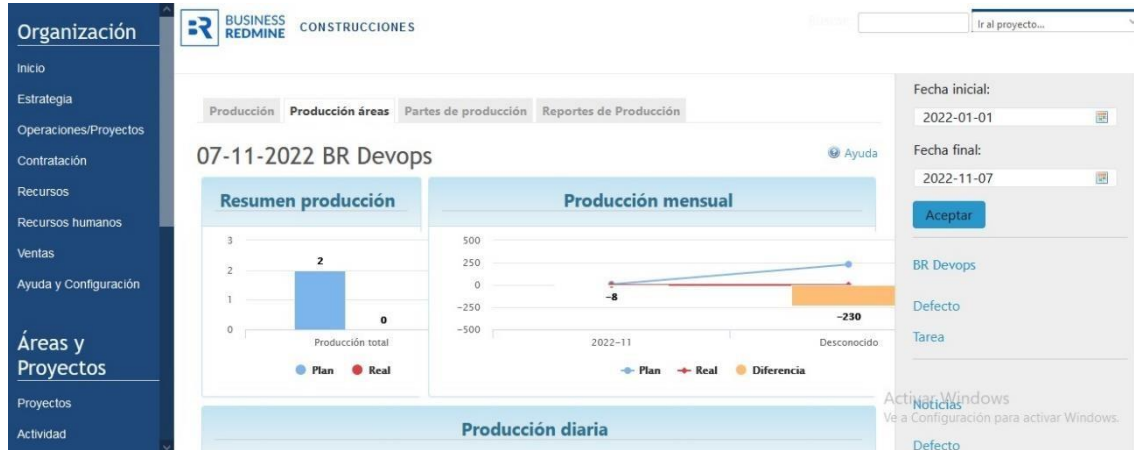 Organización
Inicio
Estrategia
Operaciones/Proyectos
Contratación
Recursos
Recursos humanos
Ventas
Ayuda y Configuración
Áreas y
Proyectos
Proyectos
Actividad
BUSINESS
REDMINE
CONSTRUCCIONES
Ir al proyecto...
Producción Producción áreas Partes de producción Reportes de Producción
07-11-2022 BR Devops
Ayuda
Resumen producción
3
2
1
0
2
0
Producción total
Plan Real
Producción mensual
500
250
0
−250
−500
−8
−230
2022-11 Desconocido
Plan Real Diferencia
Producción diaria
Fecha inicial:
2022-01-01
Fecha final:
2022-11-07
Aceptar
BR Devops
Defecto
Tarea
Noticias
Defecto
Activar Windows
Ve a Configuración para activar Windows.